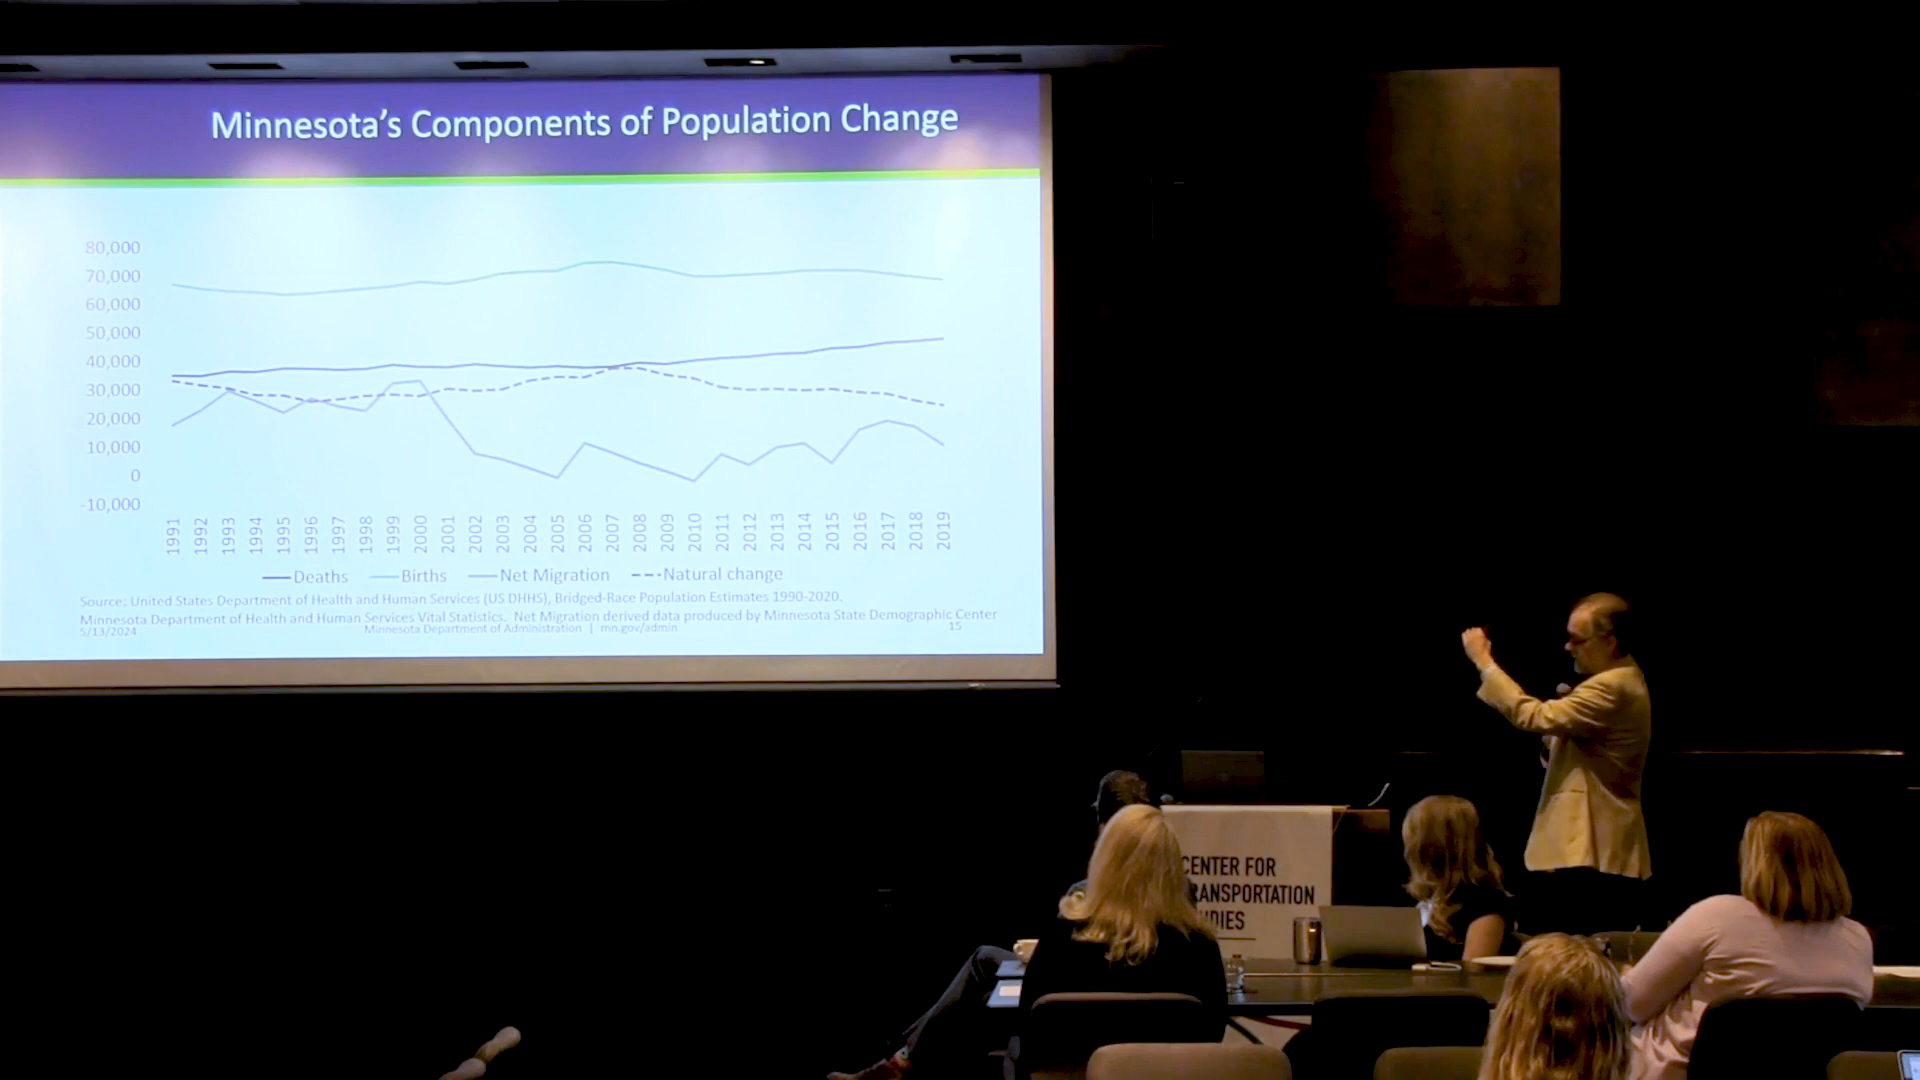 Minnesota's Components of Population Change
80,000
70,000
60,000
50,000
40,000
30,000
20,000
10,000
0
-10,000
1991 1992 1993 1994 1995 1996 1997 1998 1999 2000 2001 2002 2003 2004 2005 2006 2007 2008 2009 2010 2011 2012 2013 2014 2015 2016 2017 2018 2019
Deaths Births Net Migration Natural change
Source: United States Department of Health and Human Services (US DHHS), Bridged-Race Population Estimates 1990-2020,
Minnesota Department of Health and Human Services Vital Statistics. Net Migration derived data produced by Minnesota State Demographic Center
5/13/2024 Minnesota Department of Administration | mn.gov/admin 15
CENTER FOR
RANSPORTATION
UDIES